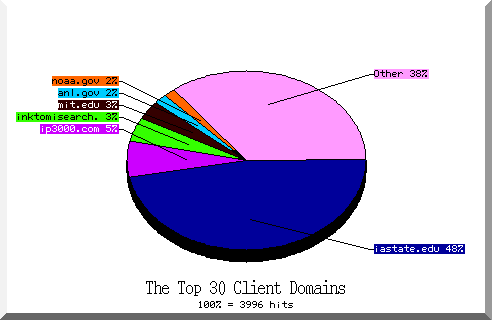 Other 38%
noaa.gov 2%
anl.gov 2%
mit.edu 3%
inktomisearch. 3%
ip3000.com 5%
iastate.edu 48%
The Top 30 Client Domains
100% = 3996 hits